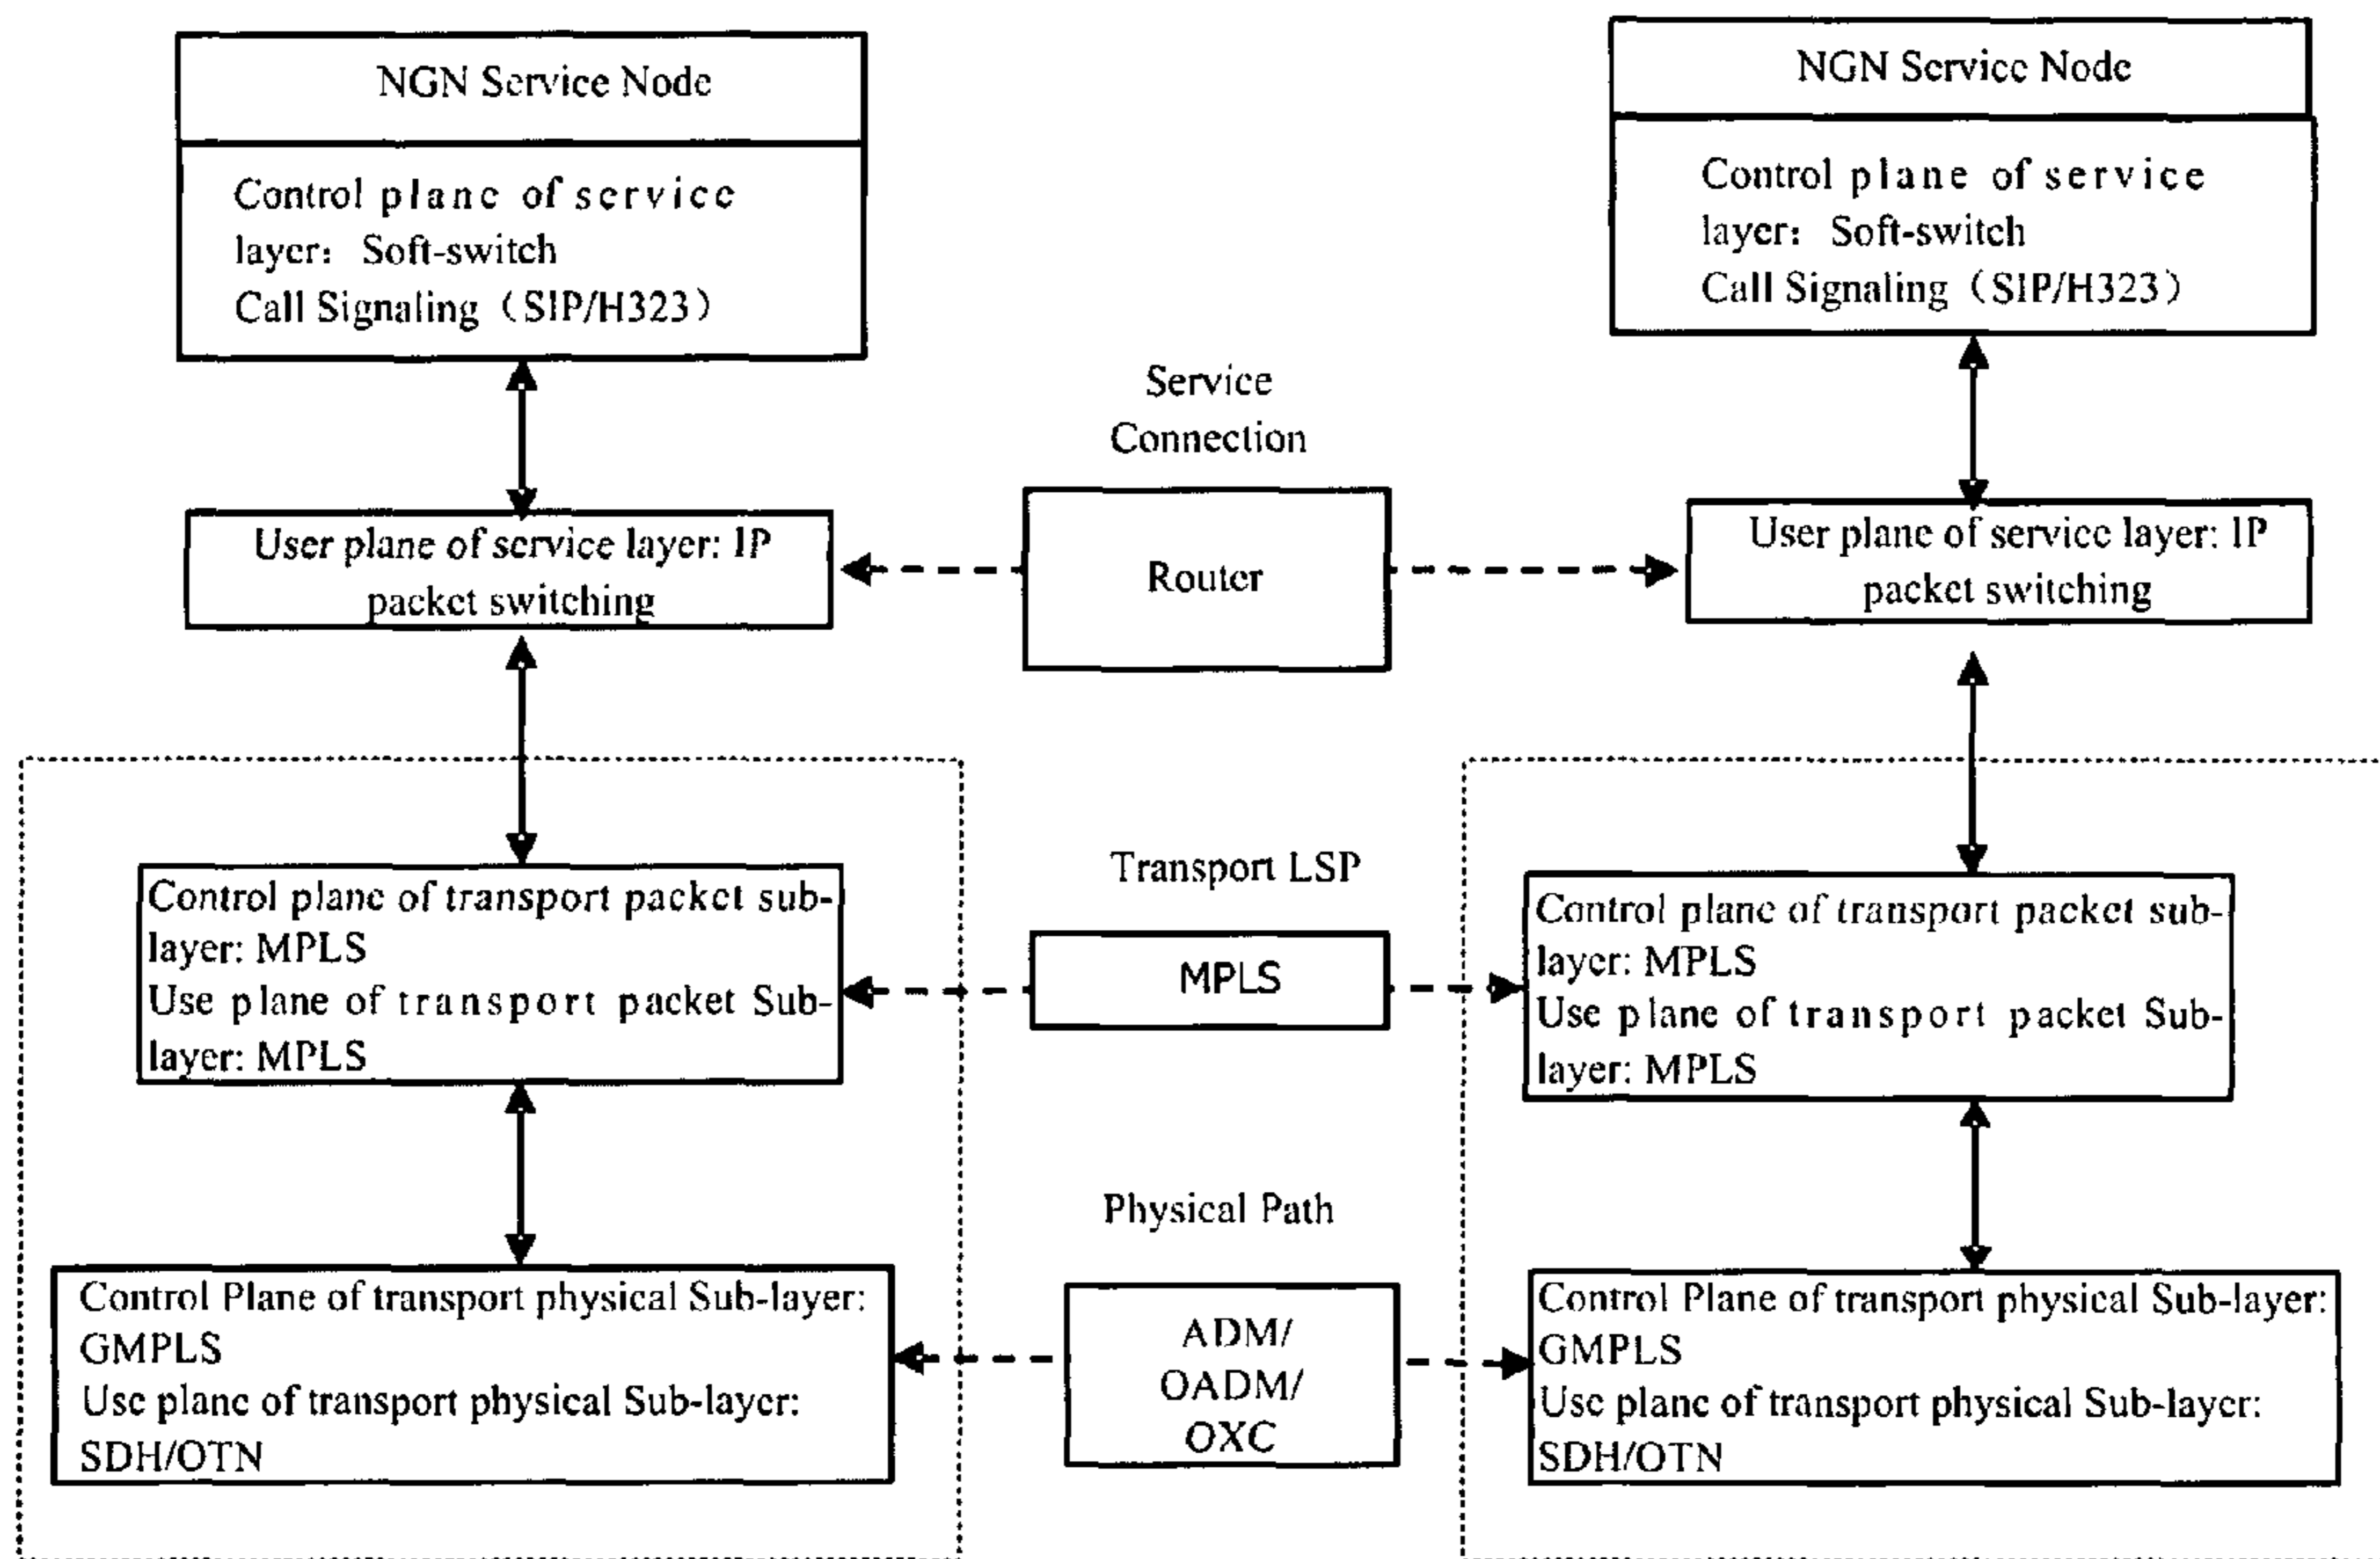 NGN Service Node
Control plane of service
layer: Soft-switch
Call Signaling (SIP/H323)
NGN Service Node
Control plane of service
layer: Soft-switch
Call Signaling (SIP/H323)
Service
Connection
User plane of service layer: IP
packet switching
Router
User plane of service layer: IP
packet switching
Control plane of transport packet sub-
layer: MPLS
Use plane of transport packet Sub-
layer: MPLS
Transport LSP
MPLS
Control plane of transport packet sub-
layer: MPLS
Use plane of transport packet Sub-
layer: MPLS
Physical Path
Control Plane of transport physical Sub-layer:
GMPLS
Use plane of transport physical Sub-layer:
SDH/OTN
ADM/
OADM/
OXC
Control Plane of transport physical Sub-layer:
GMPLS
Use plane of transport physical Sub-layer:
SDH/OTN